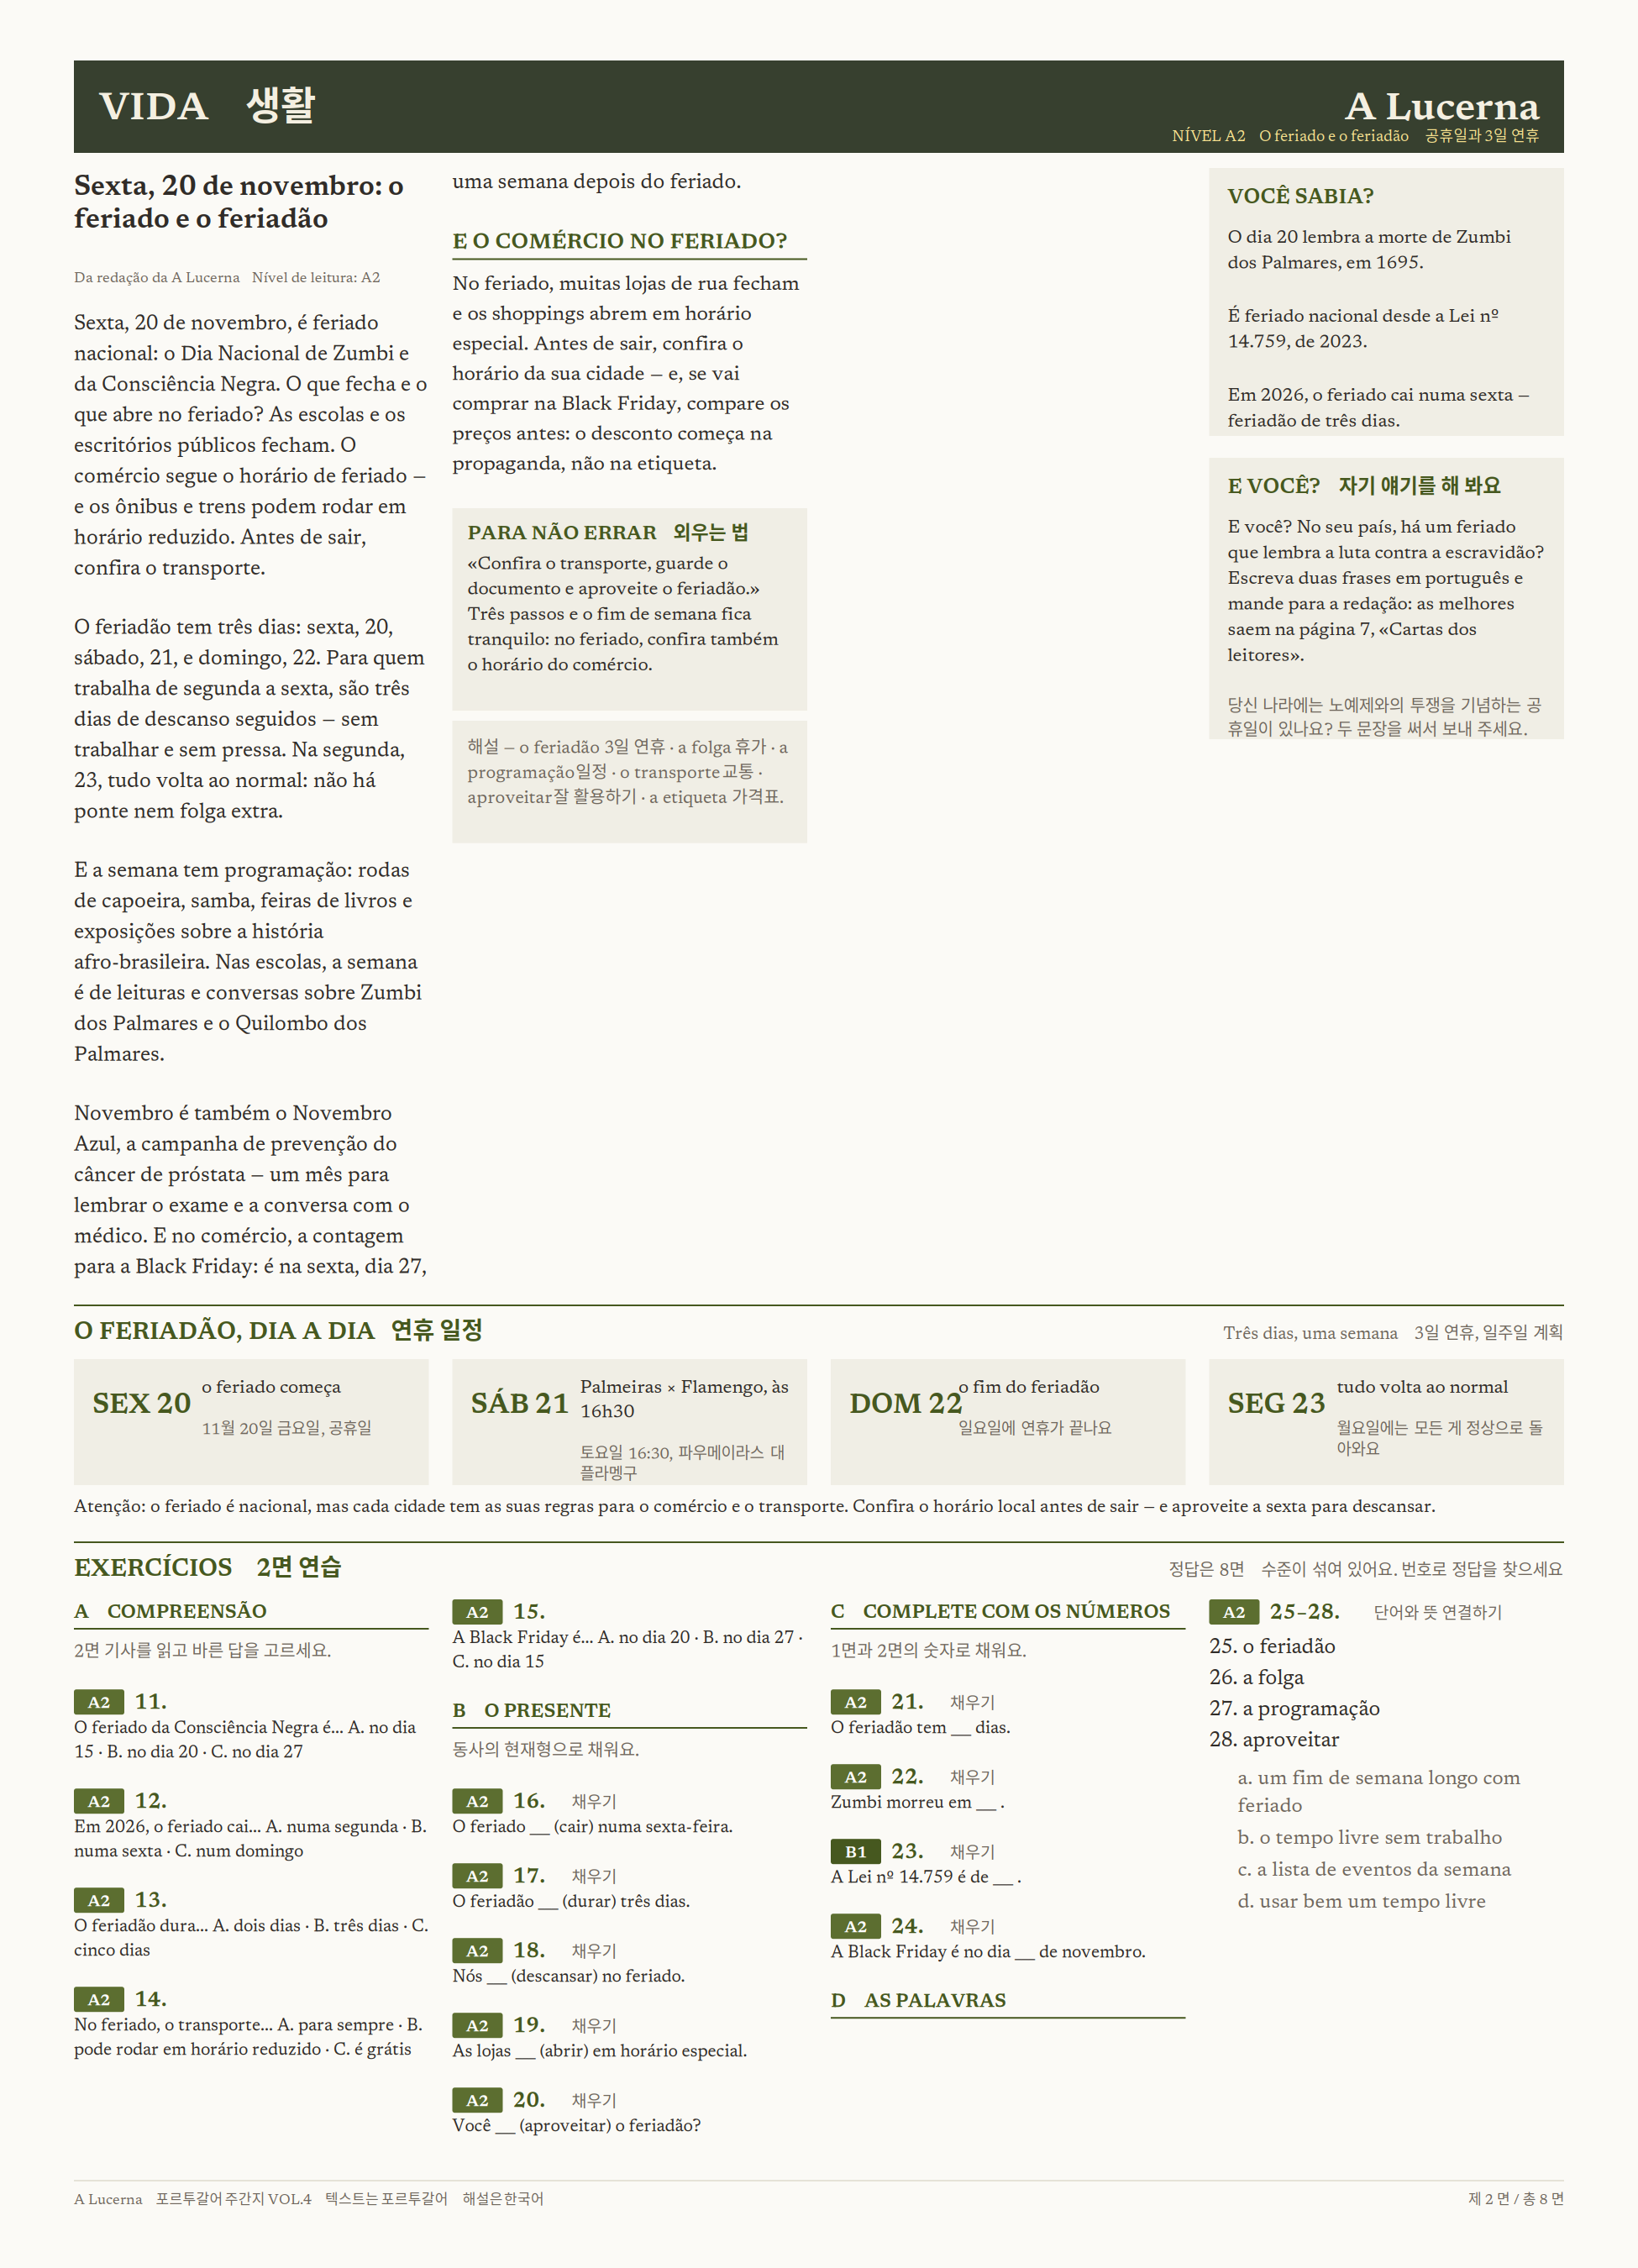 VIDA 생활
A Lucerna
NÍVEL A2 O feriado e o feriadão 공휴일과 3일 연휴
Sexta, 20 de novembro: o
feriado e o feriadão
Da redação da A Lucerna Nível de leitura: A2
Sexta, 20 de novembro, é feriado
nacional: o Dia Nacional de Zumbi e
da Consciência Negra. O que fecha e o
que abre no feriado? As escolas e os
escritórios públicos fecham. O
comércio segue o horário de feriado –
e os ônibus e trens podem rodar em
horário reduzido. Antes de sair,
confira o transporte.
O feriadão tem três dias: sexta, 20,
sábado, 21, e domingo, 22. Para quem
trabalha de segunda a sexta, são três
dias de descanso seguidos – sem
trabalhar e sem pressa. Na segunda,
23, tudo volta ao normal: não há
ponte nem folga extra.
E a semana tem programação: rodas
de capoeira, samba, feiras de livros e
exposições sobre a história
afro-brasileira. Nas escolas, a semana
é de leituras e conversas sobre Zumbi
dos Palmares e o Quilombo dos
Palmares.
Novembro é também o Novembro
Azul, a campanha de prevenção do
câncer de próstata – um mês para
lembrar o exame e a conversa com o
médico. E no comércio, a contagem
para a Black Friday: é na sexta, dia 27,
uma semana depois do feriado.
E O COMÉRCIO NO FERIADO?
No feriado, muitas lojas de rua fecham
e os shoppings abrem em horário
especial. Antes de sair, confira o
horário da sua cidade – e, se vai
comprar na Black Friday, compare os
preços antes: o desconto começa na
propaganda, não na etiqueta.
PARA NÃO ERRAR 외우는 법
«Confira o transporte, guarde o
documento e aproveite o feriadão.»
Três passos e o fim de semana fica
tranquilo: no feriado, confira também
o horário do comércio.
해설 – o feriadão 3일 연휴 · a folga 휴가 · a
programação일정 · o transporte교통 ·
aproveitar잘 활용하기 · a etiqueta 가격표.
VOCÊ SABIA?
O dia 20 lembra a morte de Zumbi
dos Palmares, em 1695.
É feriado nacional desde a Lei nº
14.759, de 2023.
Em 2026, o feriado cai numa sexta –
feriadão de três dias.
E VOCÊ? 자기 얘기를 해 봐요
E você? No seu país, há um feriado
que lembra a luta contra a escravidão?
Escreva duas frases em português e
mande para a redação: as melhores
saem na página 7, «Cartas dos
leitores».
당신 나라에는 노예제와의 투쟁을 기념하는 공
휴일이 있나요? 두 문장을 써서 보내 주세요.
O FERIADÃO, DIA A DIA 연휴 일정
Três dias, uma semana 3일 연휴, 일주일 계획
SEX 20
o feriado começa
11월 20일 금요일, 공휴일
SÁB 21
Palmeiras × Flamengo, às
16h30
토요일 16:30, 파우메이라스 대
플라멩구
DOM 22
o fim do feriadão
일요일에 연휴가 끝나요
SEG 23
tudo volta ao normal
월요일에는 모든 게 정상으로 돌
아와요
Atenção: o feriado é nacional, mas cada cidade tem as suas regras para o comércio e o transporte. Confira o horário local antes de sair – e aproveite a sexta para descansar.
EXERCÍCIOS 2면 연습
정답은 8면 수준이 섞여 있어요. 번호로 정답을 찾으세요
A COMPREENSÃO
2면 기사를 읽고 바른 답을 고르세요.
A2 11.
O feriado da Consciência Negra é... A. no dia
15 · B. no dia 20 · C. no dia 27
A2 12.
Em 2026, o feriado cai... A. numa segunda · B.
numa sexta · C. num domingo
A2 13.
O feriadão dura... A. dois dias · B. três dias · C.
cinco dias
A2 14.
No feriado, o transporte... A. para sempre · B.
pode rodar em horário reduzido · C. é grátis
A2 15.
A Black Friday é... A. no dia 20 · B. no dia 27 ·
C. no dia 15
B O PRESENTE
동사의 현재형으로 채워요.
A2 16. 채우기
O feriado __ (cair) numa sexta-feira.
A2 17. 채우기
O feriadão __ (durar) três dias.
A2 18. 채우기
Nós __ (descansar) no feriado.
A2 19. 채우기
As lojas __ (abrir) em horário especial.
A2 20. 채우기
Você __ (aproveitar) o feriadão?
C COMPLETE COM OS NÚMEROS
1면과 2면의 숫자로 채워요.
A2 21. 채우기
O feriadão tem __ dias.
A2 22. 채우기
Zumbi morreu em __ .
B1 23. 채우기
A Lei nº 14.759 é de __ .
A2 24. 채우기
A Black Friday é no dia __ de novembro.
D AS PALAVRAS
A2 25–28. 단어와 뜻 연결하기
25. o feriadão
26. a folga
27. a programação
28. aproveitar
a. um fim de semana longo com
feriado
b. o tempo livre sem trabalho
c. a lista de eventos da semana
d. usar bem um tempo livre
A Lucerna 포르투갈어 주간지 VOL.4 텍스트는 포르투갈어 해설은 한국어
제 2 면 / 총 8 면